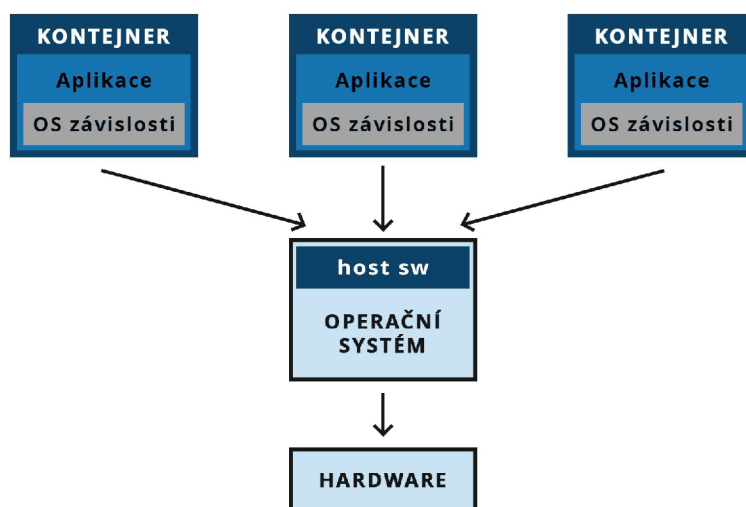 KONTEJNER
Aplikace
OS závislosti
KONTEJNER
Aplikace
OS závislosti
KONTEJNER
Aplikace
OS závislosti
host sw
OPERAČNÍ
SYSTÉM
HARDWARE